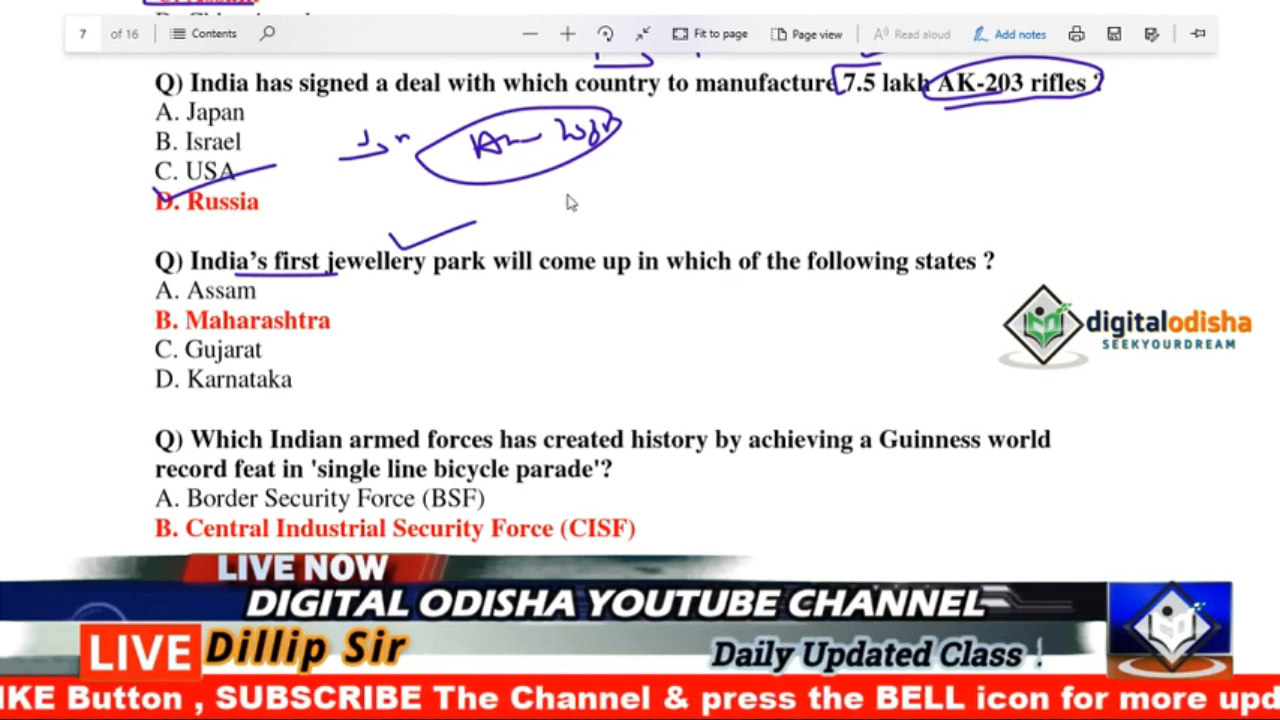 7 of 16 Contents Fit to page Page view Read aloud Add notes
Q) India has signed a deal with which country to manufacture 7.5 lakh AK-203 rifles ?
A. Japan
B. Israel
C. USA
D. Russia
Q) India's first jewellery park will come up in which of the following states ?
A. Assam
B. Maharashtra
C. Gujarat
D. Karnataka
digitalodisha
SEEKYOURDREAM
Q) Which Indian armed forces has created history by achieving a Guinness world
record feat in 'single line bicycle parade'?
A. Border Security Force (BSF)
B. Central Industrial Security Force (CISF)
LIVE NOW
DIGITAL ODISHA YOUTUBE CHANNEL
LIVE Dillip Sir
Daily Updated Class !
IKE Button , SUBSCRIBE The Channel & press the BELL icon for more upd